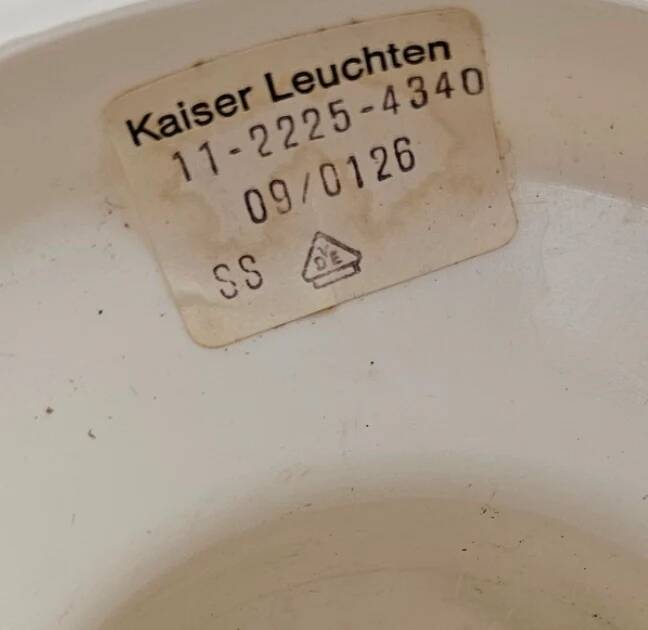 Kaiser Leuchten
11-2225-4340
09/0126
SS VDE